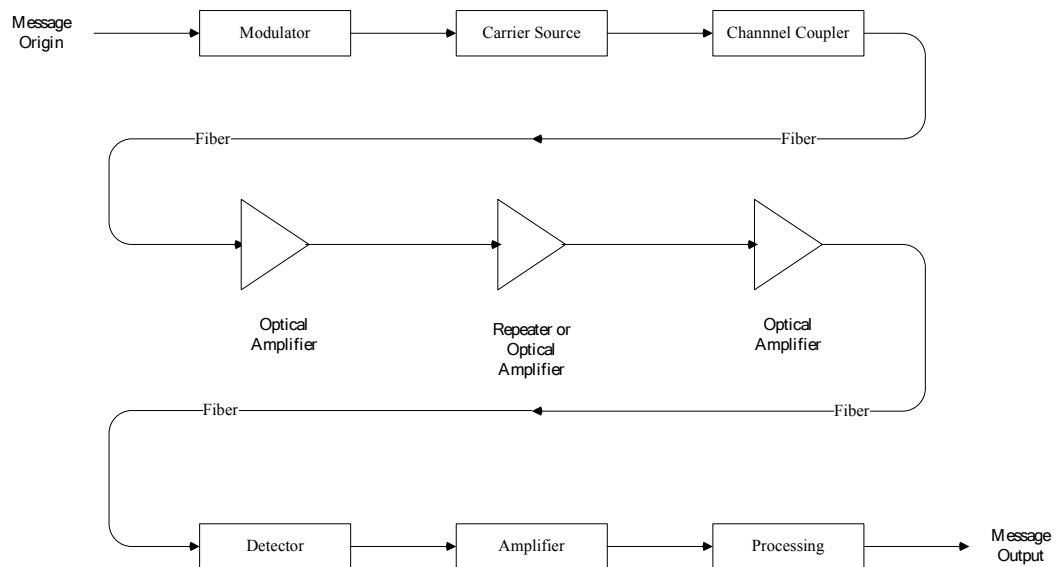 Message
Origin
Modulator
Carrier Source
Channnel Coupler
Fiber
Fiber
Optical
Amplifier
Repeater or
Optical
Amplifier
Optical
Amplifier
Fiber
Fiber
Detector
Amplifier
Processing
Message
Output